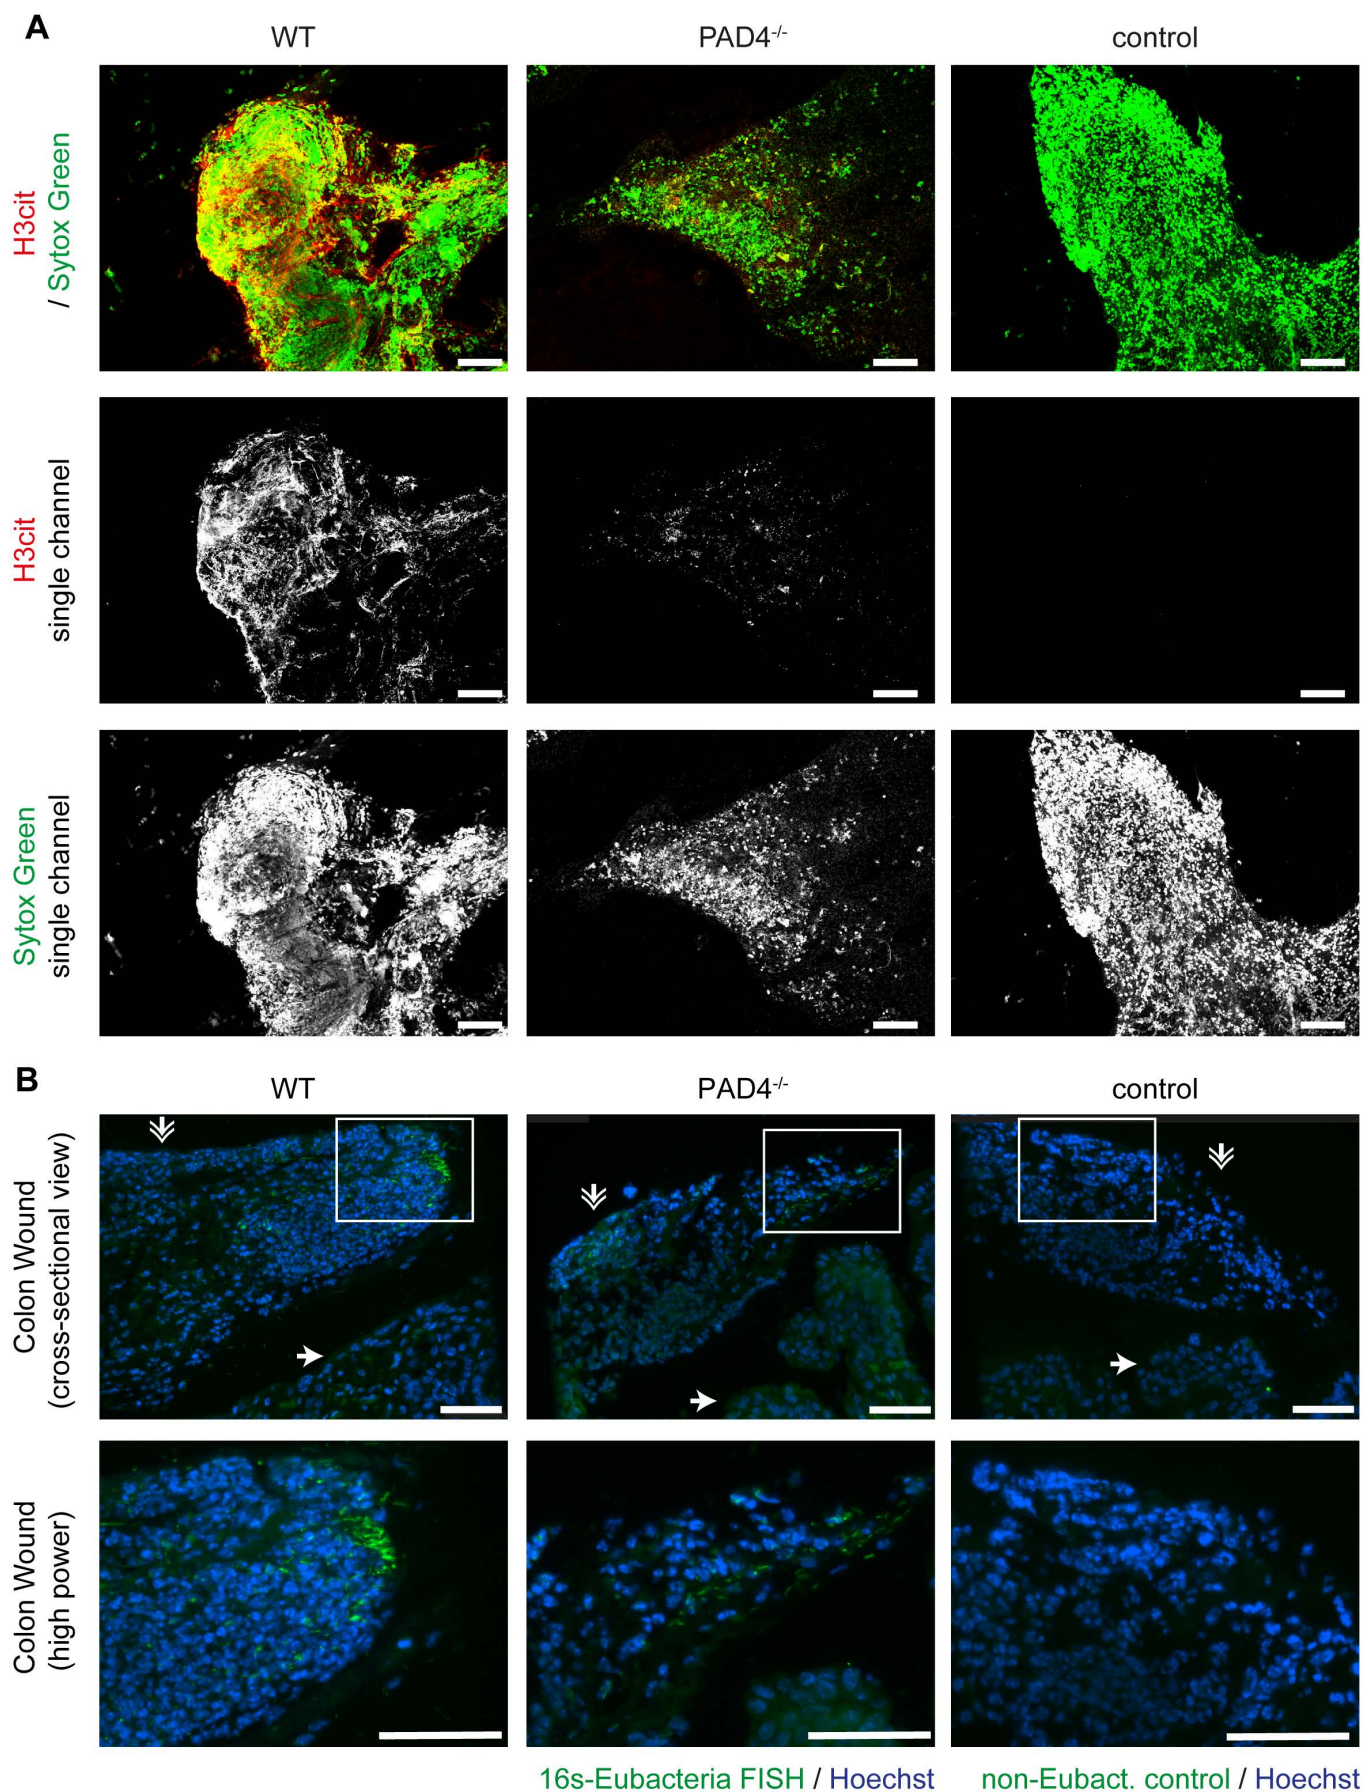 A
WT PAD4-/- control
H3cit
/ Sytox Green
H3cit
single channel
Sytox Green
single channel
B
WT PAD4-/- control
Colon Wound
(cross-sectional view)
Colon Wound
(high power)
16s-Eubacteria FISH / Hoechst non-Eubact. control / Hoechst